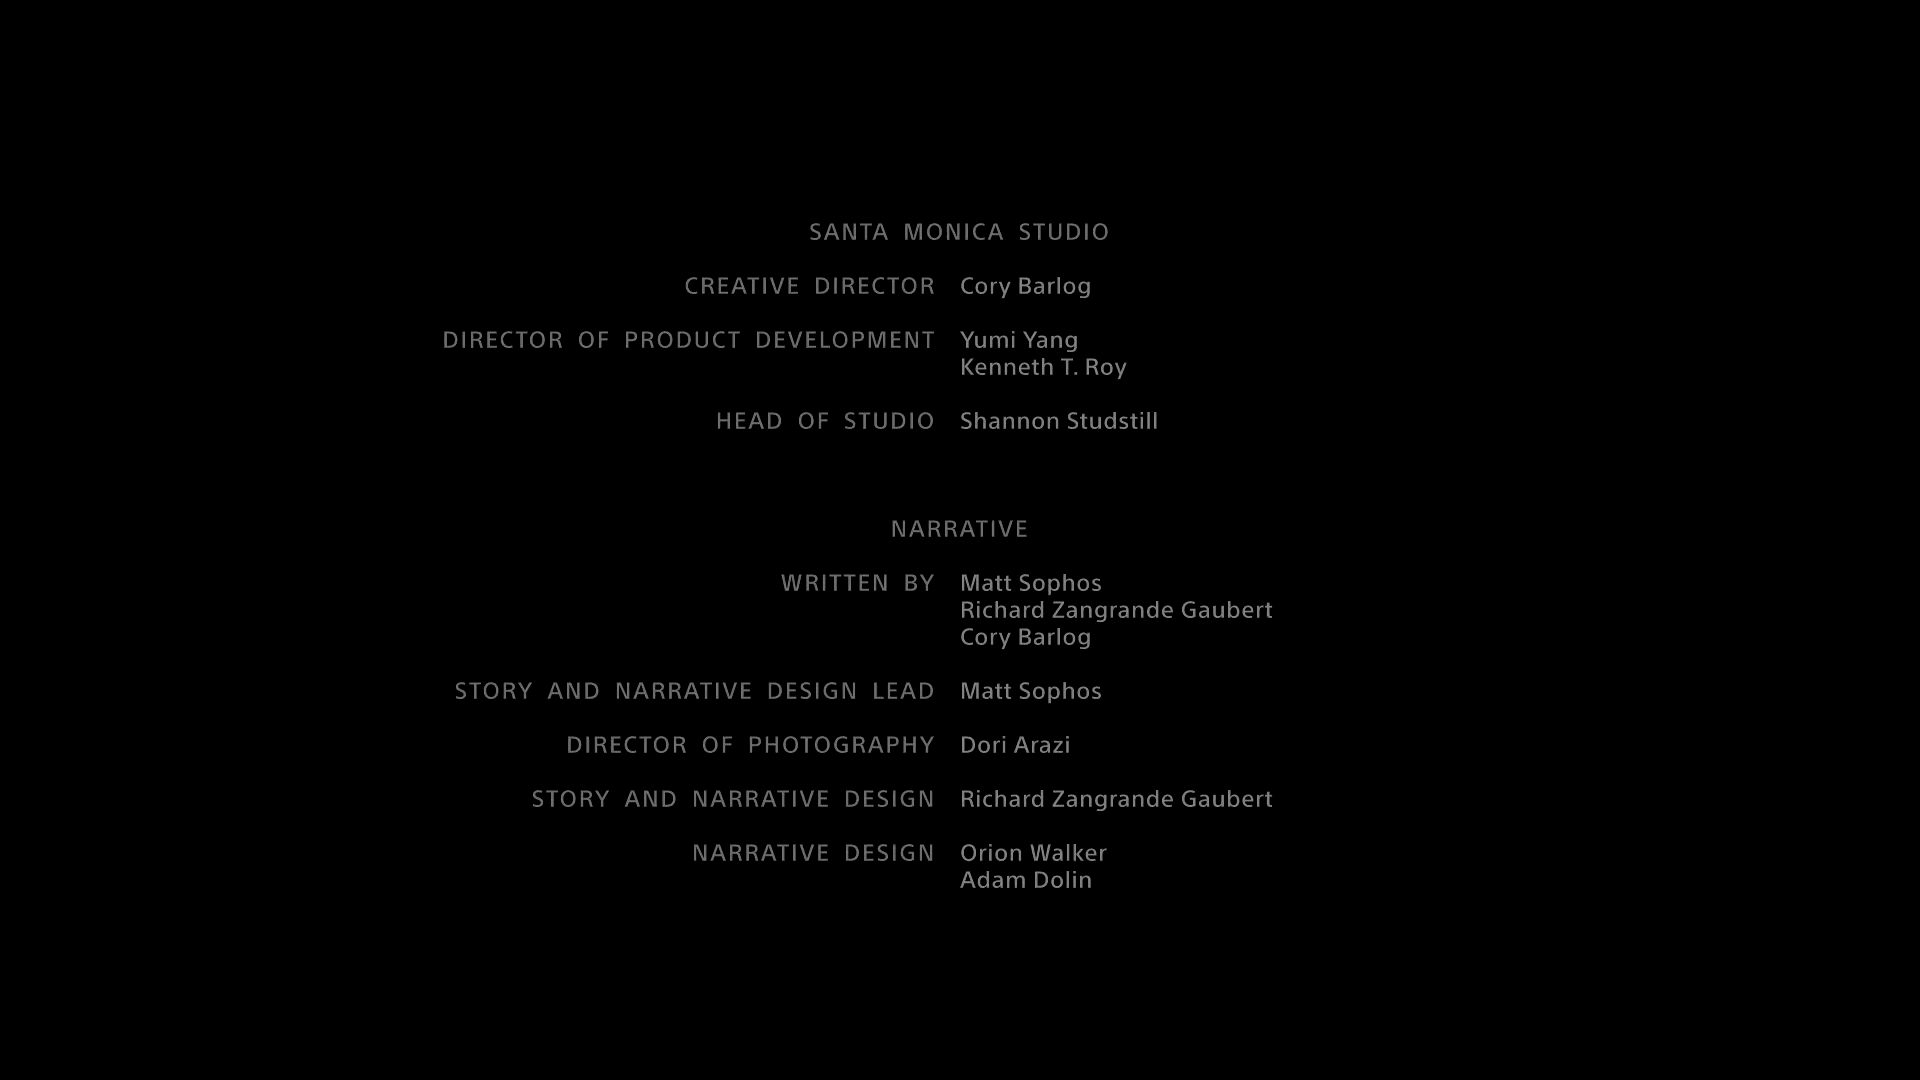 SANTA MONICA STUDIO
CREATIVE DIRECTOR Cory Barlog
DIRECTOR OF PRODUCT DEVELOPMENT Yumi Yang
Kenneth T. Roy
HEAD OF STUDIO Shannon Studstill
NARRATIVE
WRITTEN BY Matt Sophos
Richard Zangrande Gaubert
Cory Barlog
STORY AND NARRATIVE DESIGN LEAD Matt Sophos
DIRECTOR OF PHOTOGRAPHY Dori Arazi
STORY AND NARRATIVE DESIGN Richard Zangrande Gaubert
NARRATIVE DESIGN Orion Walker
Adam Dolin